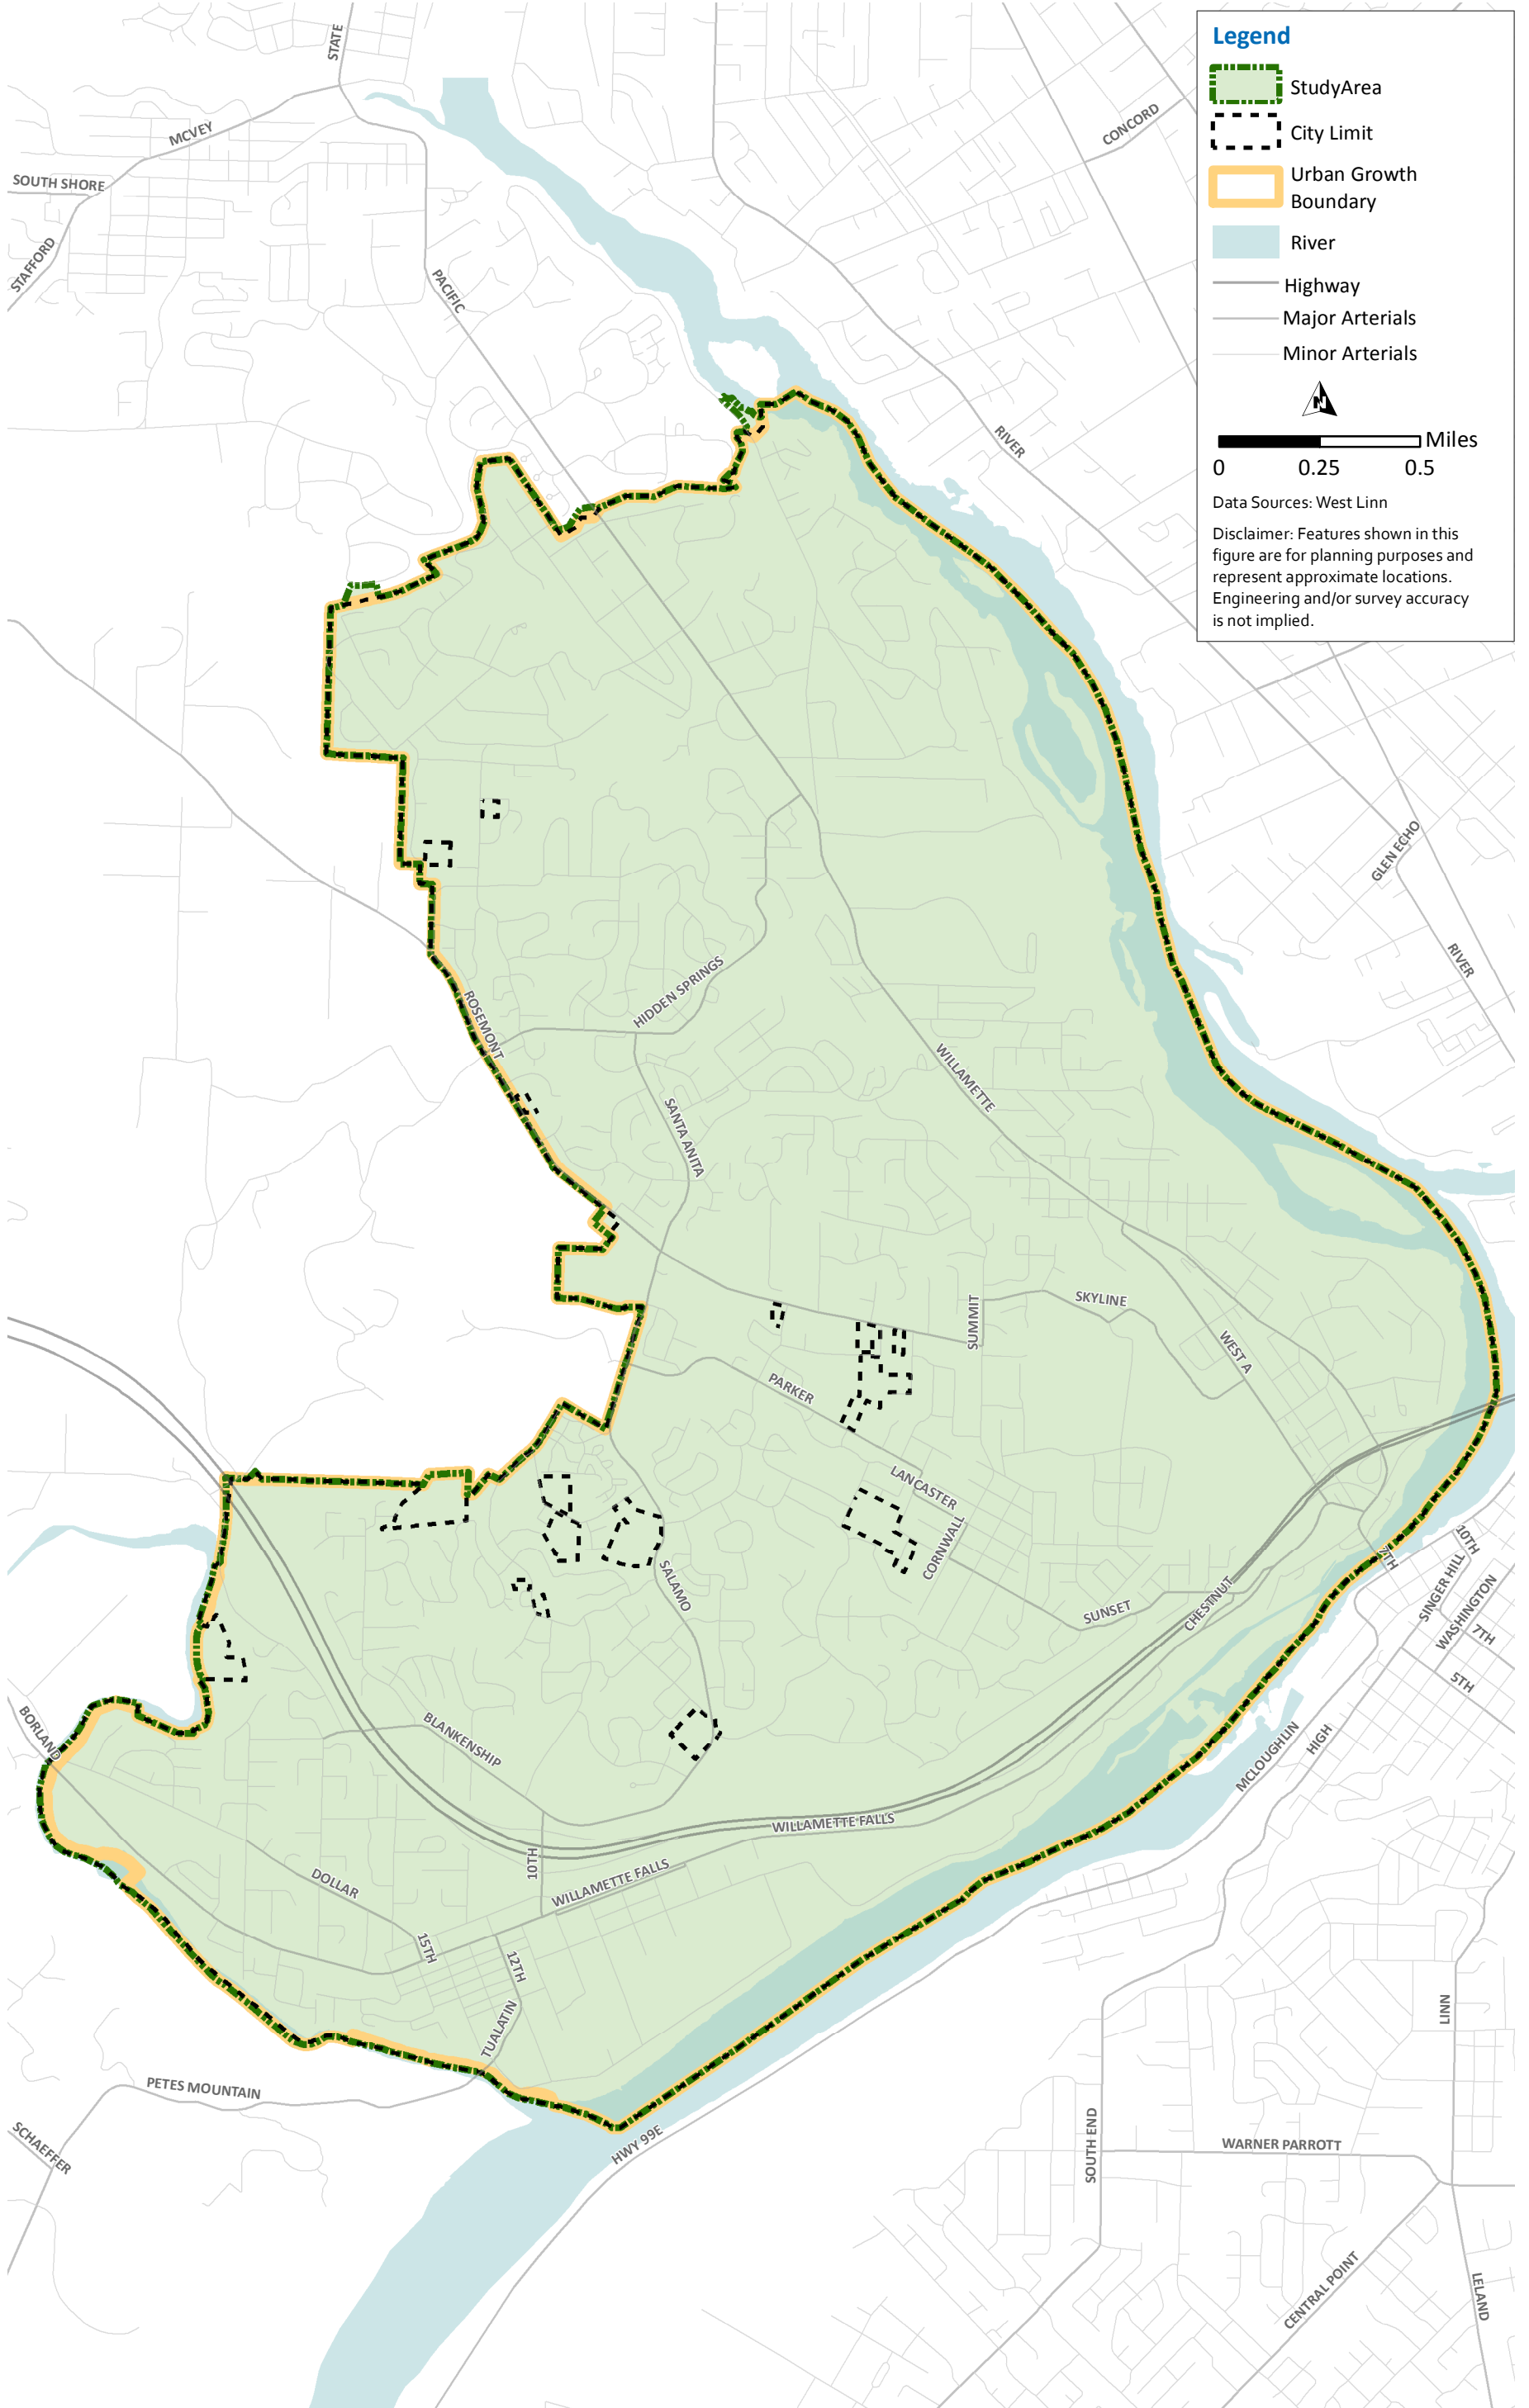 Legend
StudyArea
City Limit
Urban Growth
Boundary
River
Highway
Major Arterials
Minor Arterials
N
Miles
0 0.25 0.5
Data Sources: West Linn
Disclaimer: Features shown in this
figure are for planning purposes and
represent approximate locations.
Engineering and/or survey accuracy
is not implied.
STATE
MCVEY
SOUTH SHORE
STAFFORD
PACIFIC
CONCORD
RIVER
GLEN ECHO
RIVER
ROSEMONT
HIDDEN SPRINGS
SANTA ANITA
WILLAMETTE
SUMMIT
SKYLINE
WEST A
PARKER
LANCASTER
CORNWALL
SALAMO
SUNSET
CHESTNUT
7TH
10TH
SINGER HILL
WASHINGTON
7TH
5TH
BORLAND
BLANKENSHIP
MCLOUGHLIN
HIGH
WILLAMETTE FALLS
10TH
WILLAMETTE FALLS
DOLLAR
15TH
12TH
TUALATIN
LINN
PETES MOUNTAIN
SCHAEFFER
HWY 99E
SOUTH END
WARNER PARROTT
CENTRAL POINT
LELAND